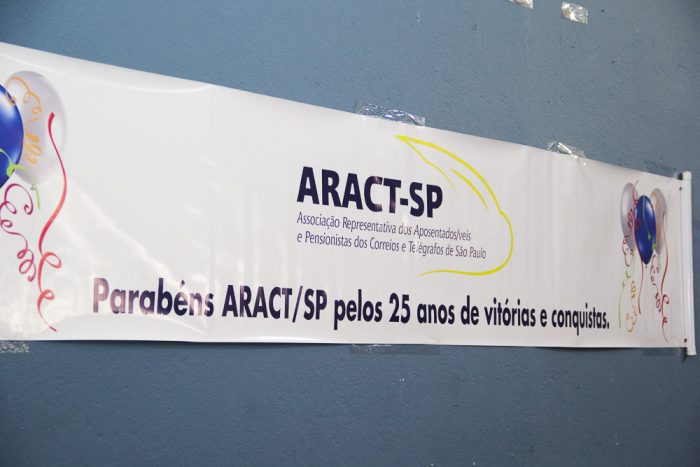 ARACT-SP
Associação Representativa dos Aposentados/veis
e Pensionistas dos Correios e Telégrafos de São Paulo
Parabéns ARACT/SP pelos 25 anos de vitórias e conquistas.